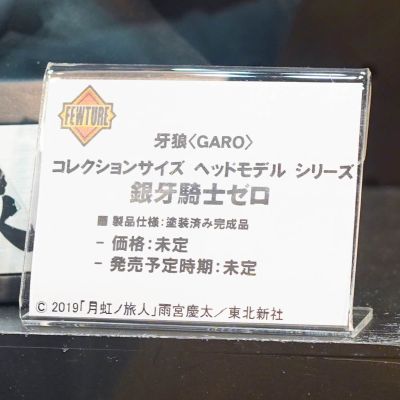 FEWTURE
牙狼〈GARO〉
コレクションサイズ ヘッドモデル シリーズ
銀牙騎士ゼロ
■ 製品仕様:塗装済み完成品
- 価格:未定
- 発売予定時期:未定
© 2019「月虹ノ旅人」雨宮慶太／東北新社